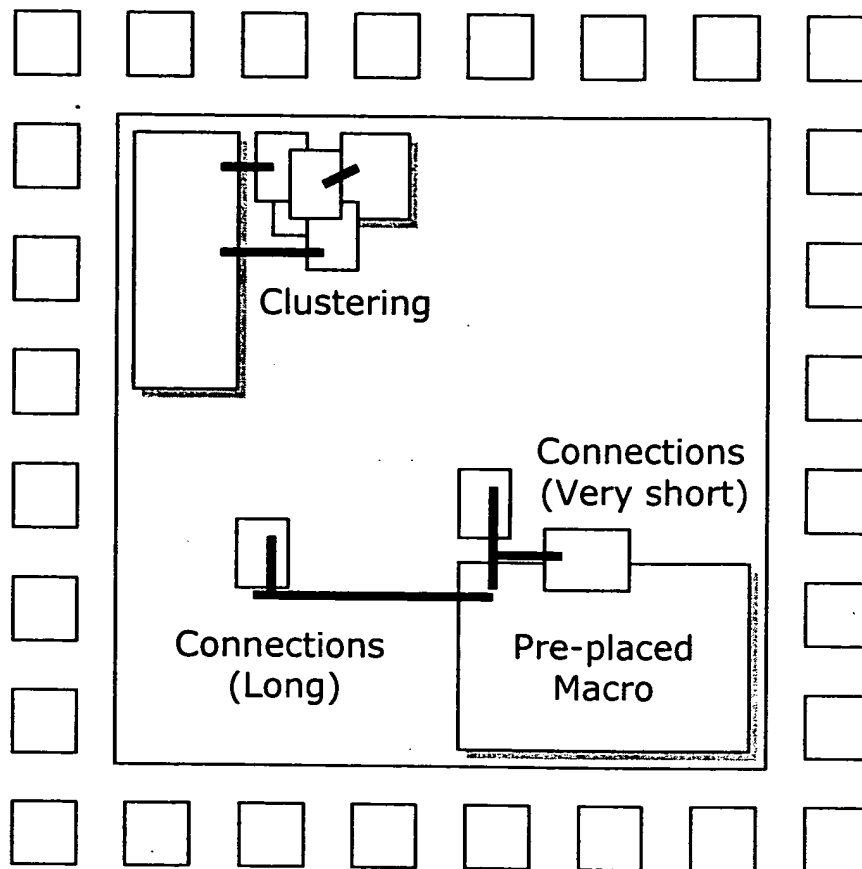 Clustering
Connections
(Very short)
Connections
(Long)
Pre-placed
Macro